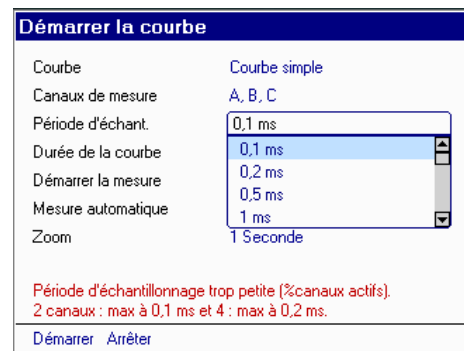 Démarrer la courbe
Courbe Courbe simple
Canaux de mesure A, B, C
Période d'échant. 0,1 ms
0,1 ms
Durée de la courbe
0,2 ms
Démarrer la mesure
0,5 ms
Mesure automatique
1 ms
Zoom 1 Seconde
Période d'échantillonnage trop petite (%canaux actifs).
2 canaux : max à 0,1 ms et 4 : max à 0,2 ms.
Démarrer Arrêter